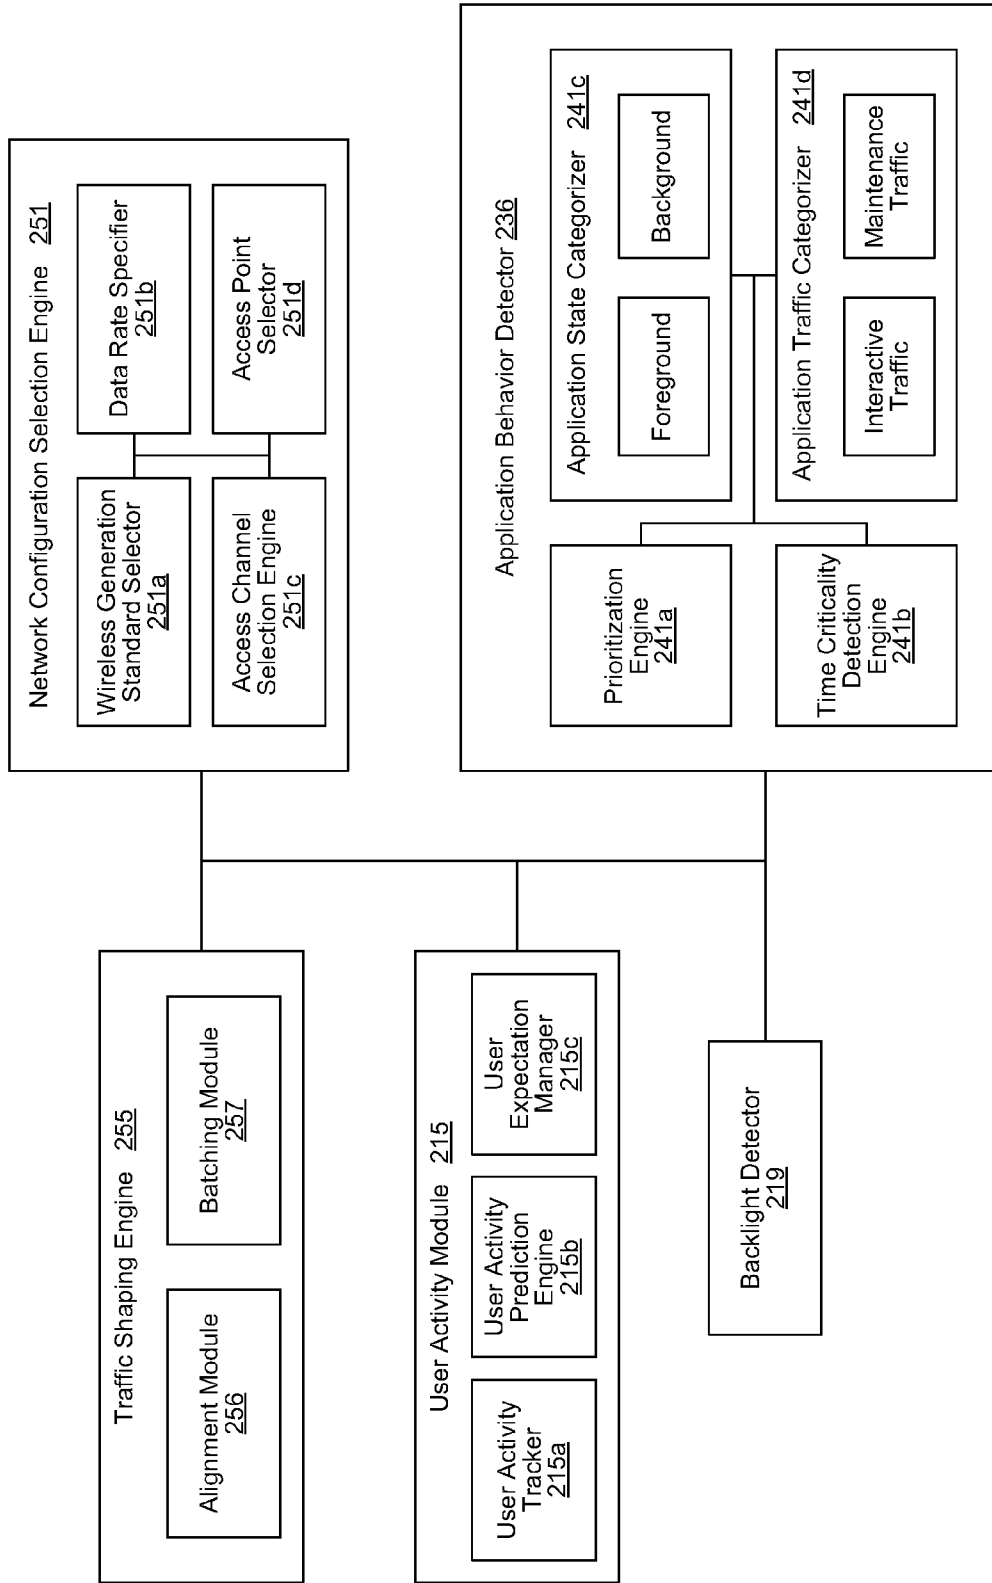 Traffic Shaping Engine 255
Alignment Module
256
Batching Module
257
Network Configuration Selection Engine 251
Wireless Generation
Standard Selector
251a
Data Rate Specifier
251b
Access Channel
Selection Engine
251c
Access Point
Selector
251d
User Activity Module 215
User Activity
Tracker
215a
User Activity
Prediction
Engine
215b
User
Expectation
Manager
215c
Backlight Detector
219
Application Behavior Detector 236
Prioritization
Engine
241a
Time Criticality
Detection
Engine
241b
Application State Categorizer 241c
Foreground
Background
Application Traffic Categorizer 241d
Interactive
Traffic
Maintenance
Traffic